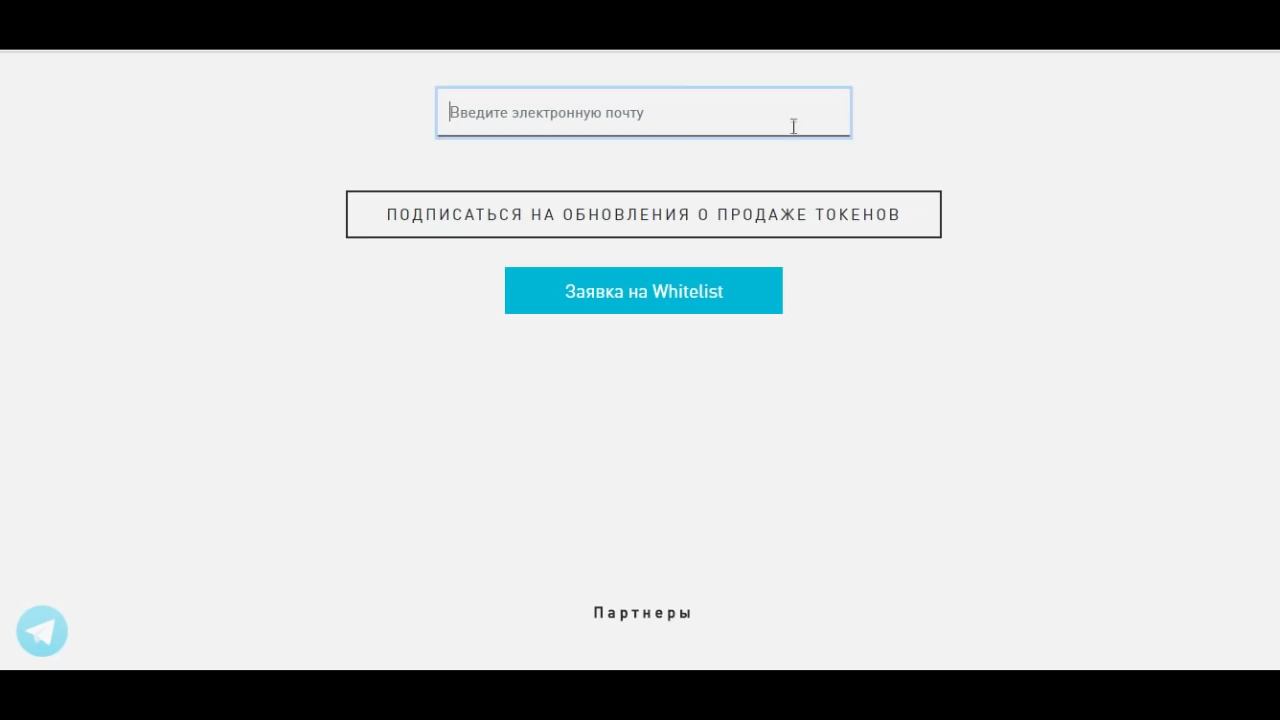 Введите электронную почту
ПОДПИСАТЬСЯ НА ОБНОВЛЕНИЯ О ПРОДАЖЕ ТОКЕНОВ
Заявка на Whitelist
Партнеры